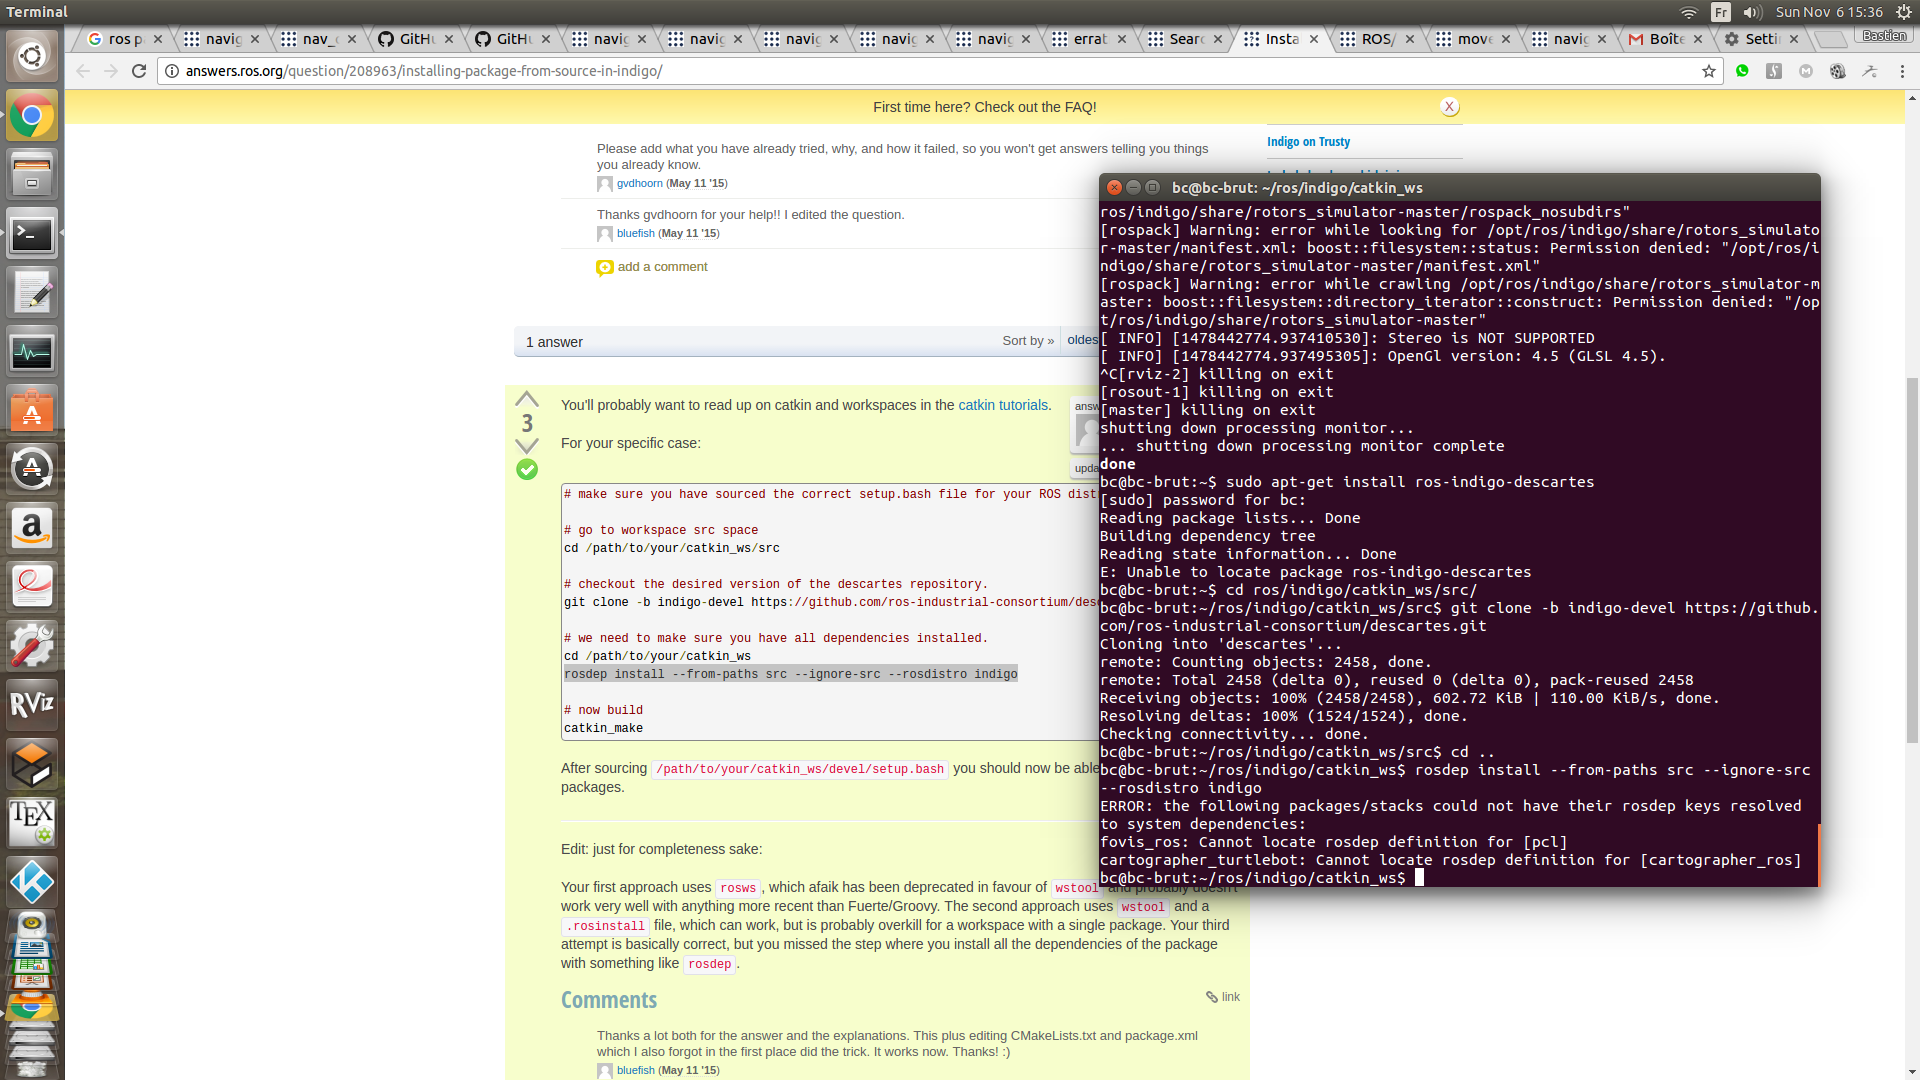 Terminal
Fr
Sun Nov 6 15:36
ros p
navig
nav_
GitHu
GitHu
navig
navig
navig
navig
navig
errat
Searc
Insta
ROS/
move
navig
Boîte
Setti
Bastien
answers.ros.org/question/208963/installing-package-from-source-in-indigo/
First time here? Check out the FAQ!
X
Please add what you have already tried, why, and how it failed, so you won't get answers telling you things
you already know.
gvdhoorn (May 11 '15)
Thanks gvdhoorn for your help!! I edited the question.
bluefish (May 11 '15)
add a comment
Indigo on Trusty
1 answer
Sort by »
oldes
3
You'll probably want to read up on catkin and workspaces in the catkin tutorials.
answ
For your specific case:
upda
# make sure you have sourced the correct setup.bash file for your ROS dist
# go to workspace src space
cd /path/to/your/catkin_ws/src
# checkout the desired version of the descartes repository.
git clone -b indigo-devel https://github.com/ros-industrial-consortium/desc
# we need to make sure you have all dependencies installed.
cd /path/to/your/catkin_ws
rosdep install --from-paths src --ignore-src --rosdistro indigo
# now build
catkin_make
After sourcing /path/to/your/catkin_ws/devel/setup.bash you should now be able
packages.
Edit: just for completeness sake:
Your first approach uses rosws, which afaik has been deprecated in favour of wstool and probably doesn't
work very well with anything more recent than Fuerte/Groovy. The second approach uses wstool and a
.rosinstall file, which can work, but is probably overkill for a workspace with a single package. Your third
attempt is basically correct, but you missed the step where you install all the dependencies of the package
with something like rosdep.
Comments
link
Thanks a lot both for the answer and the explanations. This plus editing CMakeLists.txt and package.xml
which I also forgot in the first place did the trick. It works now. Thanks! :)
bluefish (May 11 '15)
bc@bc-brut: ~/ros/indigo/catkin_ws
ros/indigo/share/rotors_simulator-master/rospack_nosubdirs"
[rospack] Warning: error while looking for /opt/ros/indigo/share/rotors_simulato
r-master/manifest.xml: boost::filesystem::status: Permission denied: "/opt/ros/i
ndigo/share/rotors_simulator-master/manifest.xml"
[rospack] Warning: error while crawling /opt/ros/indigo/share/rotors_simulator-m
aster: boost::filesystem::directory_iterator::construct: Permission denied: "/op
t/ros/indigo/share/rotors_simulator-master"
[ INFO] [1478442774.937410530]: Stereo is NOT SUPPORTED
[ INFO] [1478442774.937495305]: OpenGl version: 4.5 (GLSL 4.5).
^C[rviz-2] killing on exit
[rosout-1] killing on exit
[master] killing on exit
shutting down processing monitor...
... shutting down processing monitor complete
done
bc@bc-brut:~$ sudo apt-get install ros-indigo-descartes
[sudo] password for bc:
Reading package lists... Done
Building dependency tree
Reading state information... Done
E: Unable to locate package ros-indigo-descartes
bc@bc-brut:~$ cd ros/indigo/catkin_ws/src/
bc@bc-brut:~/ros/indigo/catkin_ws/src$ git clone -b indigo-devel https://github.
com/ros-industrial-consortium/descartes.git
Cloning into 'descartes'...
remote: Counting objects: 2458, done.
remote: Total 2458 (delta 0), reused 0 (delta 0), pack-reused 2458
Receiving objects: 100% (2458/2458), 602.72 KiB | 110.00 KiB/s, done.
Resolving deltas: 100% (1524/1524), done.
Checking connectivity... done.
bc@bc-brut:~/ros/indigo/catkin_ws/src$ cd ..
bc@bc-brut:~/ros/indigo/catkin_ws$ rosdep install --from-paths src --ignore-src
--rosdistro indigo
ERROR: the following packages/stacks could not have their rosdep keys resolved
to system dependencies:
fovis_ros: Cannot locate rosdep definition for [pcl]
cartographer_turtlebot: Cannot locate rosdep definition for [cartographer_ros]
bc@bc-brut:~/ros/indigo/catkin_ws$
RViz
TEX